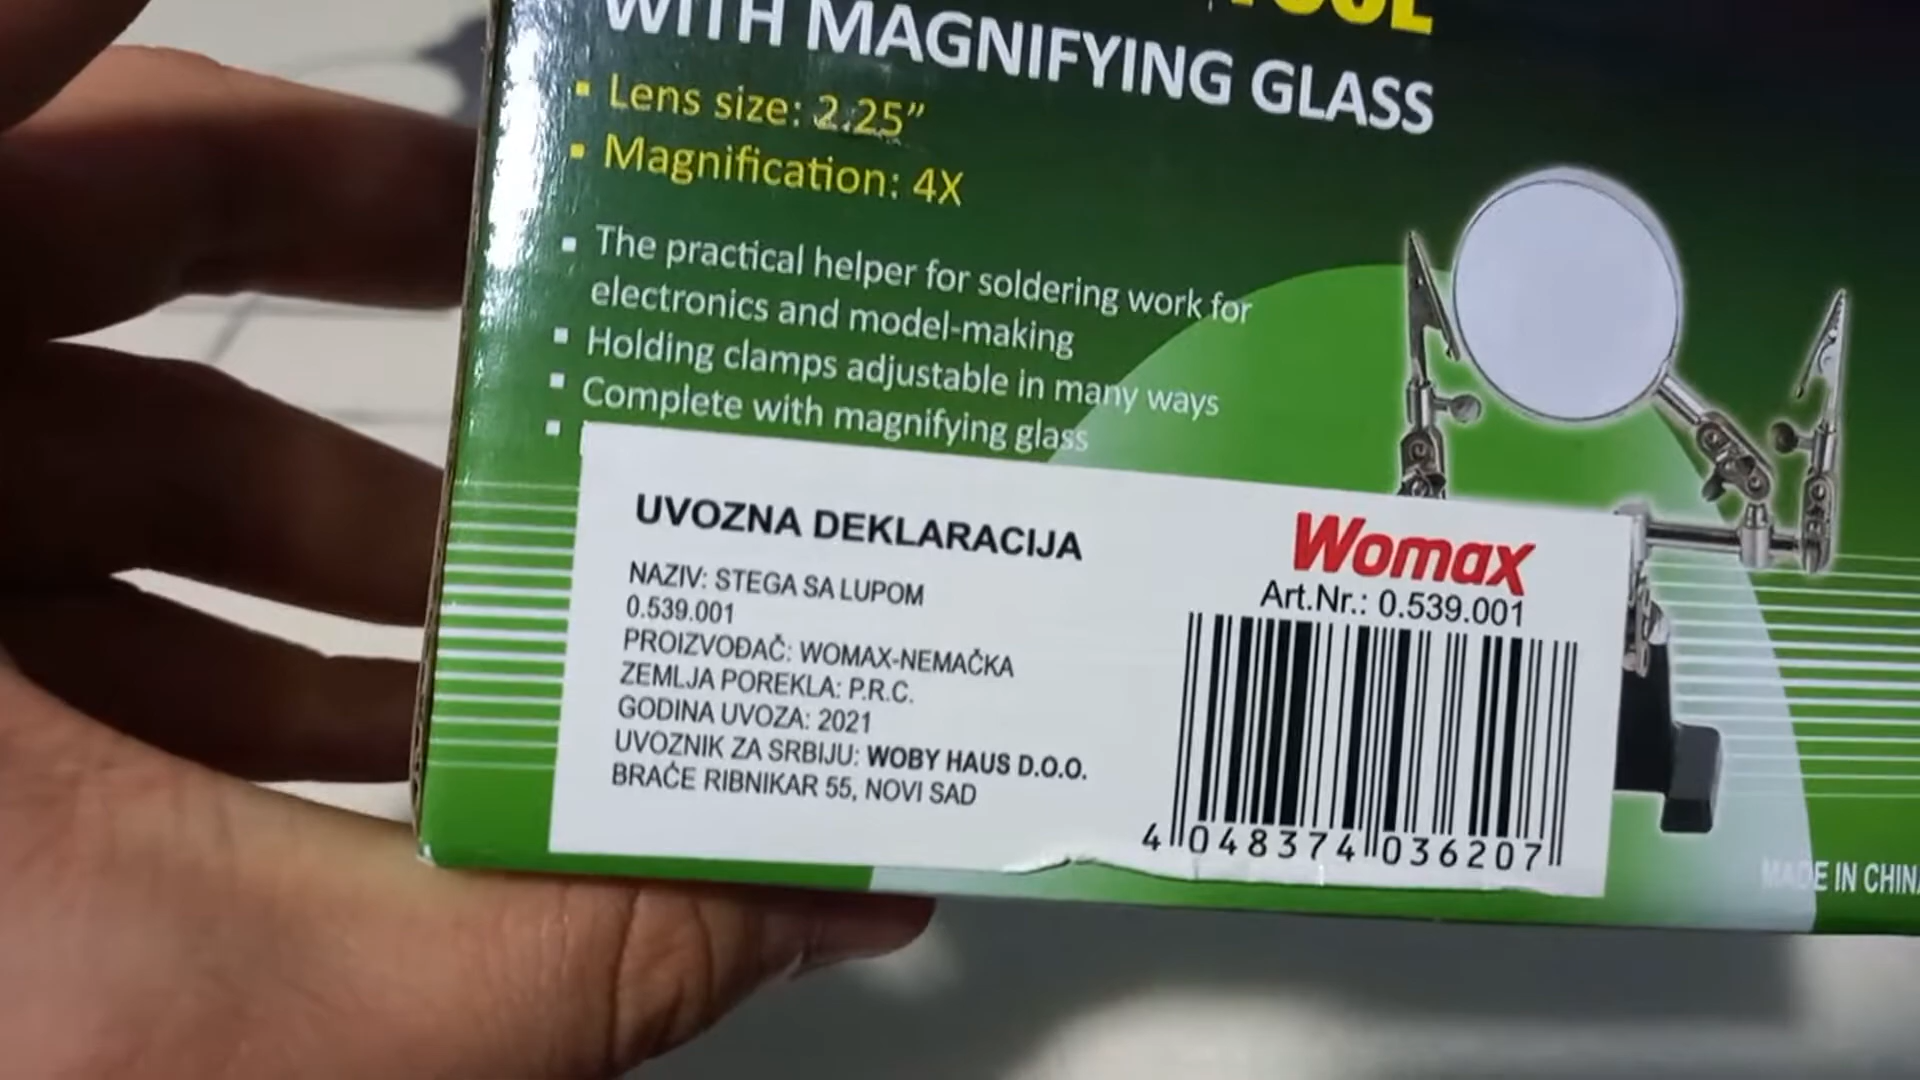 WITH MAGNIFYING GLASS
▪ Lens size: 2.25”
▪ Magnification: 4X
▪ The practical helper for soldering work for
electronics and model-making
▪ Holding clamps adjustable in many ways
▪ Complete with magnifying glass
UVOZNA DEKLARACIJA
NAZIV: STEGA SA LUPOM
0.539.001
PROIZVOĐAČ: WOMAX-NEMAČKA
ZEMLJA POREKLA: P.R.C.
GODINA UVOZA: 2021
UVOZNIK ZA SRBIJU: WOBY HAUS D.O.O.
BRAĆE RIBNIKAR 55, NOVI SAD
Womax
Art.Nr.: 0.539.001
4 048374 036207
MADE IN CHINA